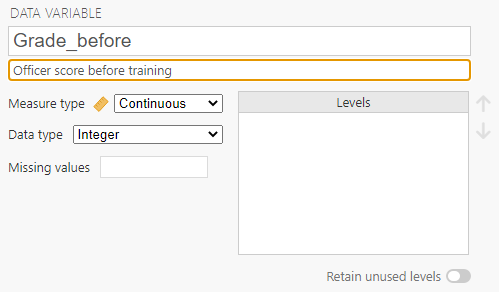 DATA VARIABLE
Grade_before
Officer score before training
Measure type Continuous
Levels
Data type Integer
Missing values
Retain unused levels